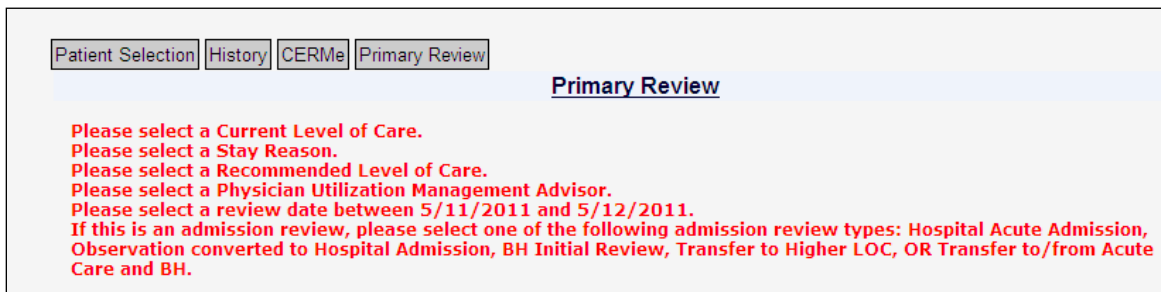 Patient Selection History CERMe Primary Review
Primary Review
Please select a Current Level of Care.
Please select a Stay Reason.
Please select a Recommended Level of Care.
Please select a Physician Utilization Management Advisor.
Please select a review date between 5/11/2011 and 5/12/2011.
If this is an admission review, please select one of the following admission review types: Hospital Acute Admission,
Observation converted to Hospital Admission, BH Initial Review, Transfer to Higher LOC, OR Transfer to/from Acute
Care and BH.